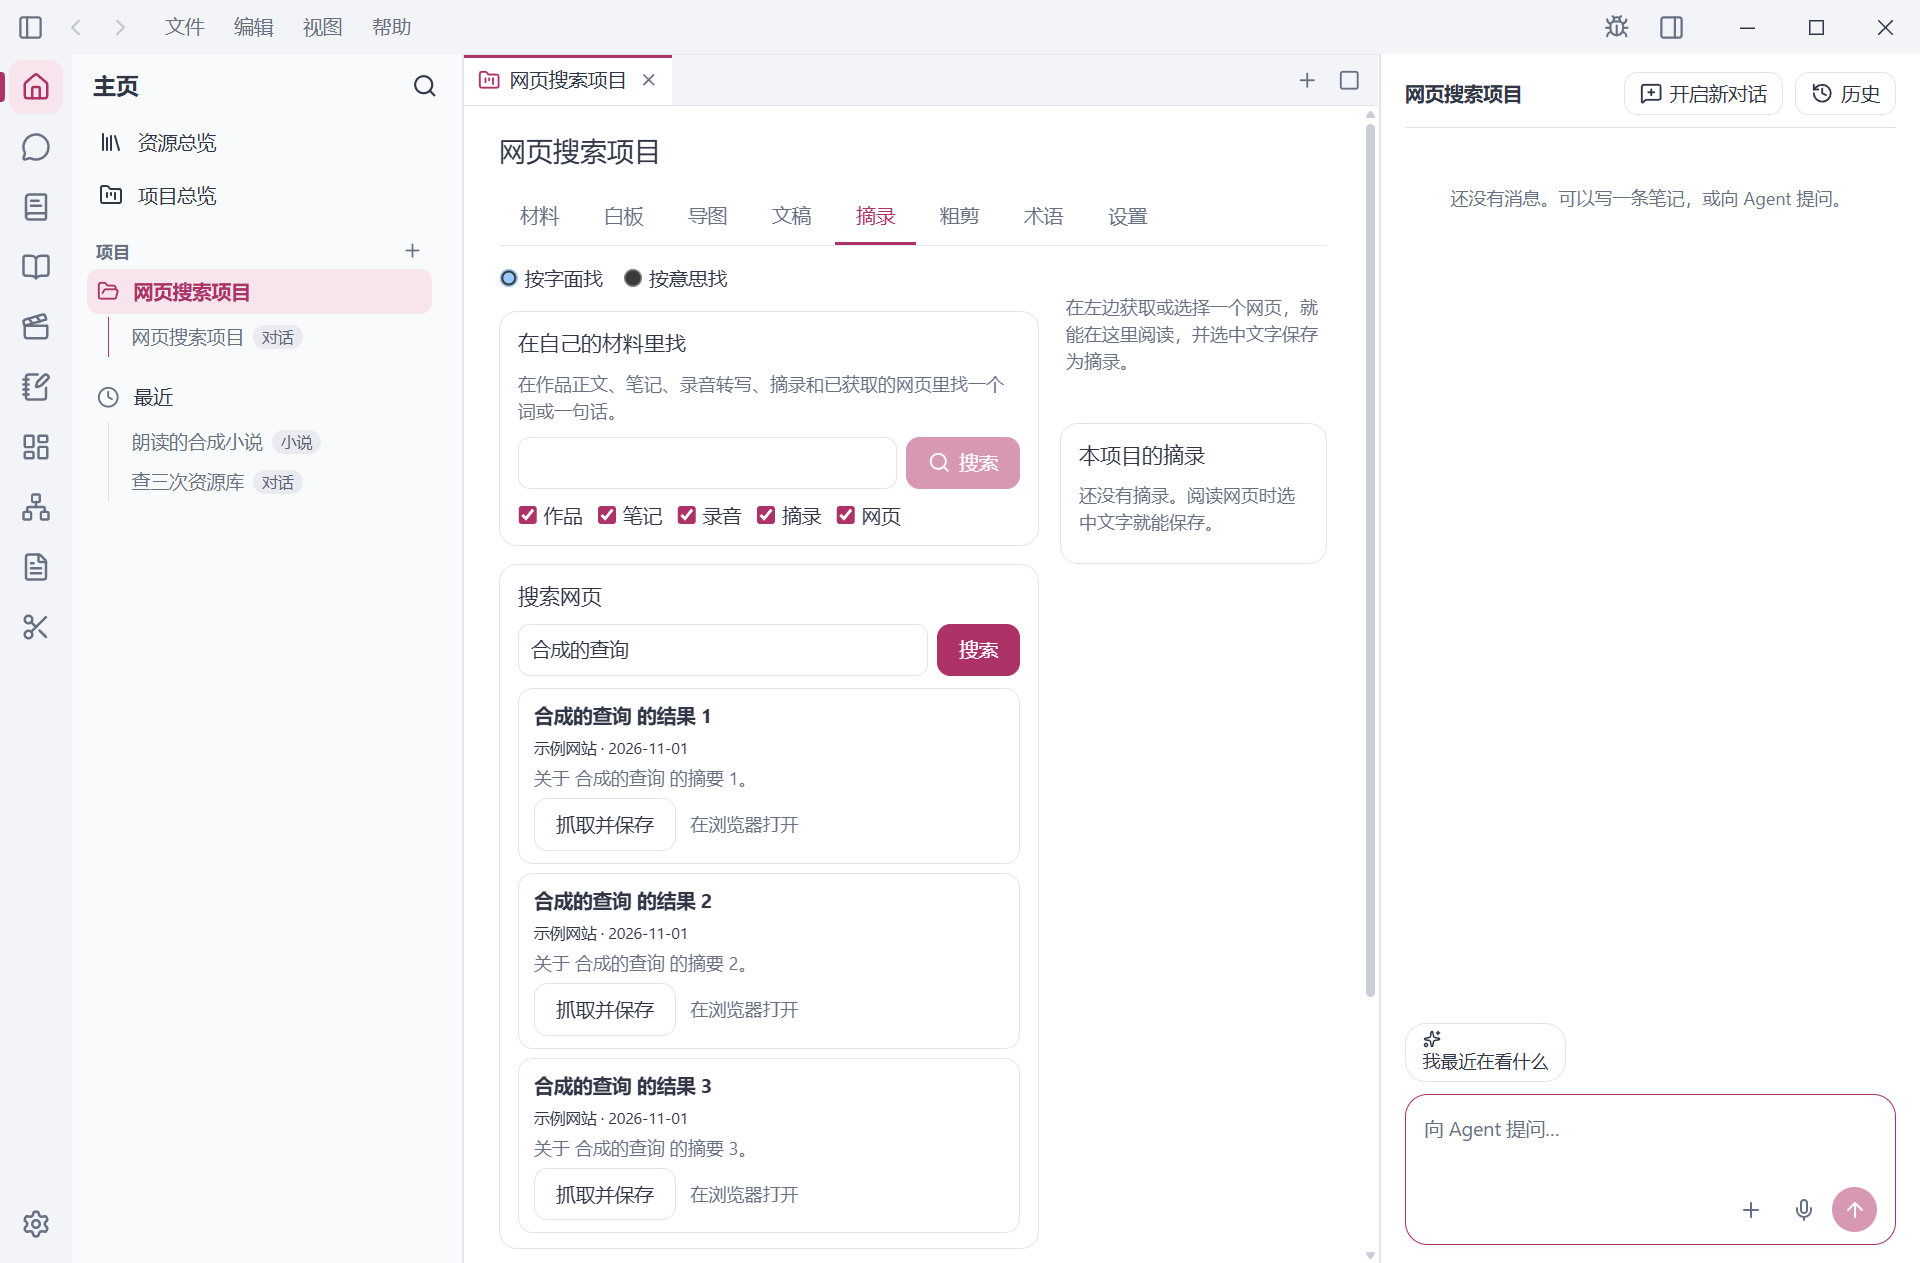 文件 编辑 视图 帮助
主页
资源总览
项目总览
项目
网页搜索项目
网页搜索项目 对话
最近
朗读的合成小说 小说
查三次资源库 对话
网页搜索项目
网页搜索项目
材料 白板 导图 文稿 摘录 粗剪 术语 设置
按字面找 按意思找
在自己的材料里找
在作品正文、笔记、录音转写、摘录和已获取的网页里找一个
词或一句话。
搜索
作品 笔记 录音 摘录 网页
搜索网页
合成的查询 搜索
合成的查询 的结果 1
示例网站 · 2026-11-01
关于 合成的查询 的摘要 1。
抓取并保存 在浏览器打开
合成的查询 的结果 2
示例网站 · 2026-11-01
关于 合成的查询 的摘要 2。
抓取并保存 在浏览器打开
合成的查询 的结果 3
示例网站 · 2026-11-01
关于 合成的查询 的摘要 3。
抓取并保存 在浏览器打开
在左边获取或选择一个网页，就
能在这里阅读，并选中文字保存
为摘录。
本项目的摘录
还没有摘录。阅读网页时选
中文字就能保存。
网页搜索项目 开启新对话 历史
还没有消息。可以写一条笔记，或向 Agent 提问。
我最近在看什么
向 Agent 提问...